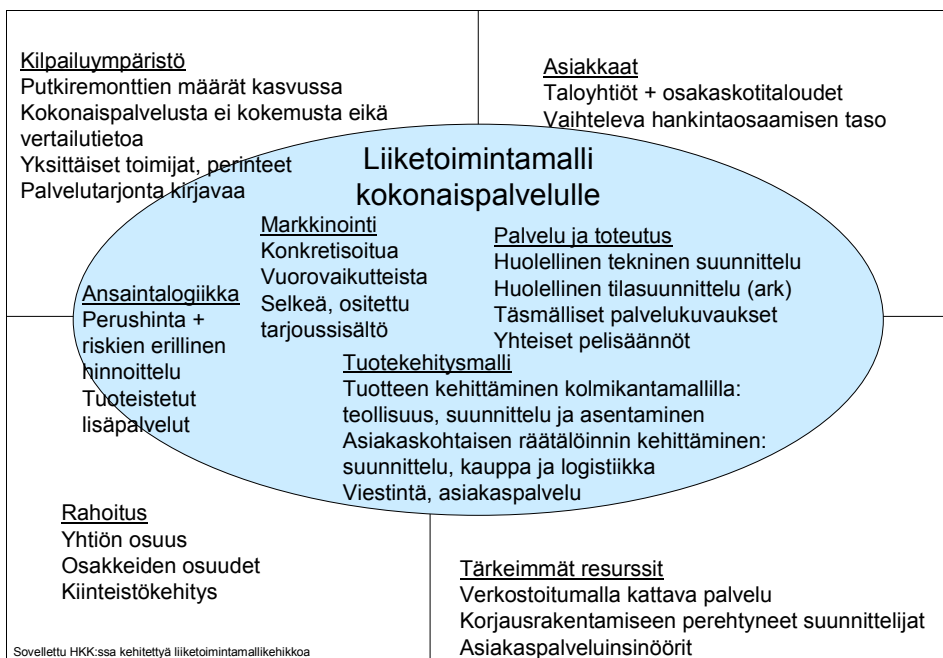 Kilpailuympäristö
Putkiremonttien määrät kasvussa
Kokonaispalvelusta ei kokemusta eikä
vertailutietoa
Yksittäiset toimijat, perinteet
Palvelutarjonta kirjavaa
Asiakkaat
Taloyhtiöt + osakaskotitaloudet
Vaihteleva hankintaosaamisen taso
Liiketoimintamalli
kokonaispalvelulle
Markkinointi
Konkretisoitua
Vuorovaikutteista
Selkeä, ositettu
tarjoussisältö
Palvelu ja toteutus
Huolellinen tekninen suunnittelu
Huolellinen tilasuunnittelu (ark)
Täsmälliset palvelukuvaukset
Yhteiset pelisäännöt
Ansaintalogiikka
Perushinta +
riskien erillinen
hinnoittelu
Tuoteistetut
lisäpalvelut
Tuotekehitysmalli
Tuotteen kehittäminen kolmikantamallilla:
teollisuus, suunnittelu ja asentaminen
Asiakaskohtaisen räätälöinnin kehittäminen:
suunnittelu, kauppa ja logistiikka
Viestintä, asiakaspalvelu
Rahoitus
Yhtiön osuus
Osakkeiden osuudet
Kiinteistökehitys
Tärkeimmät resurssit
Verkostoitumalla kattava palvelu
Korjausrakentamiseen perehtyneet suunnittelijat
Asiakaspalveluinsinöörit
Sovellettu HKK:ssa kehitettyä liiketoimintamallikehikkoa